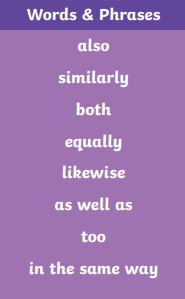 Words & Phrases
also
similarly
both
equally
likewise
as well as
too
in the same way